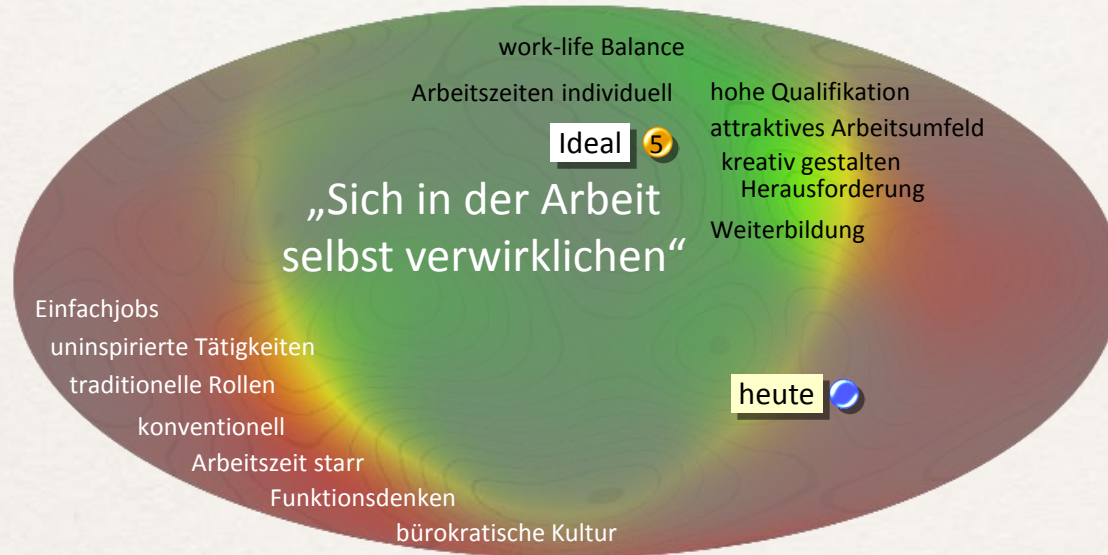 work-life Balance
Arbeitszeiten individuell
hohe Qualifikation
attraktives Arbeitsumfeld
kreativ gestalten
Herausforderung
Weiterbildung
Ideal 5
„Sich in der Arbeit
selbst verwirklichen“
Einfachjobs
uninspirierte Tätigkeiten
traditionelle Rollen
konventionell
Arbeitszeit starr
Funktionsdenken
bürokratische Kultur
heute